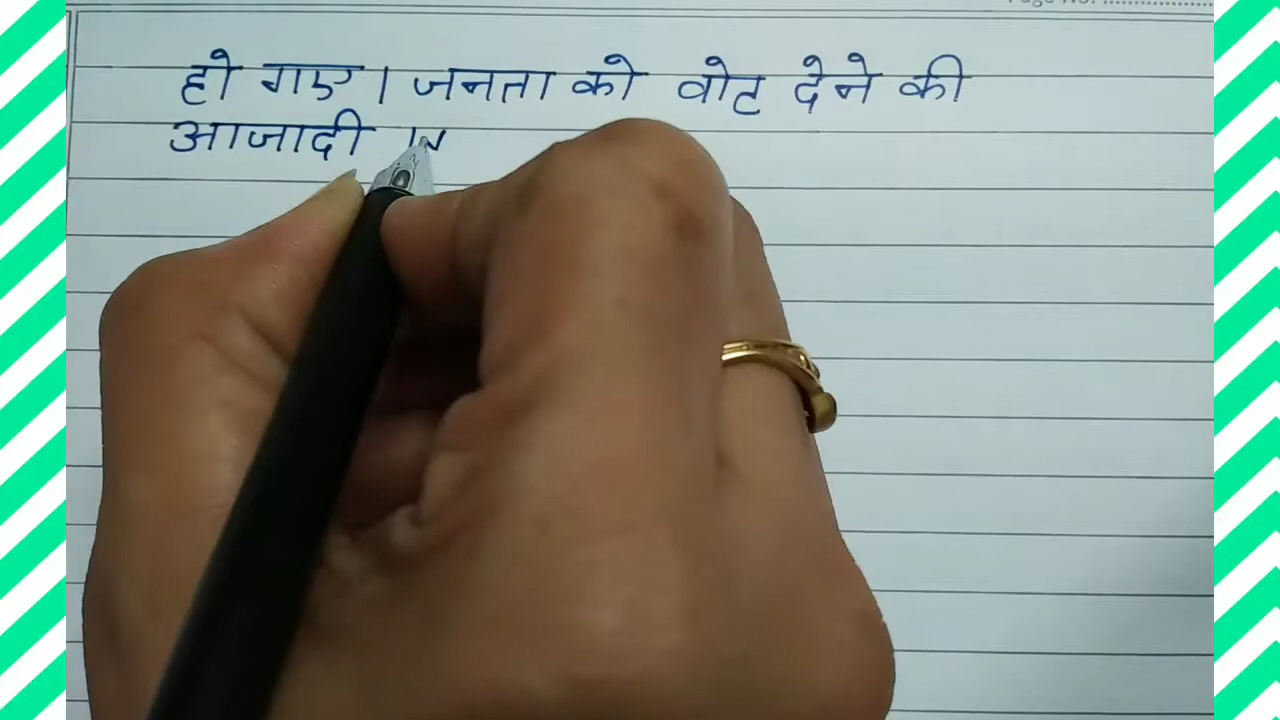 हो गए। जनता को वोट देने की
आजादी